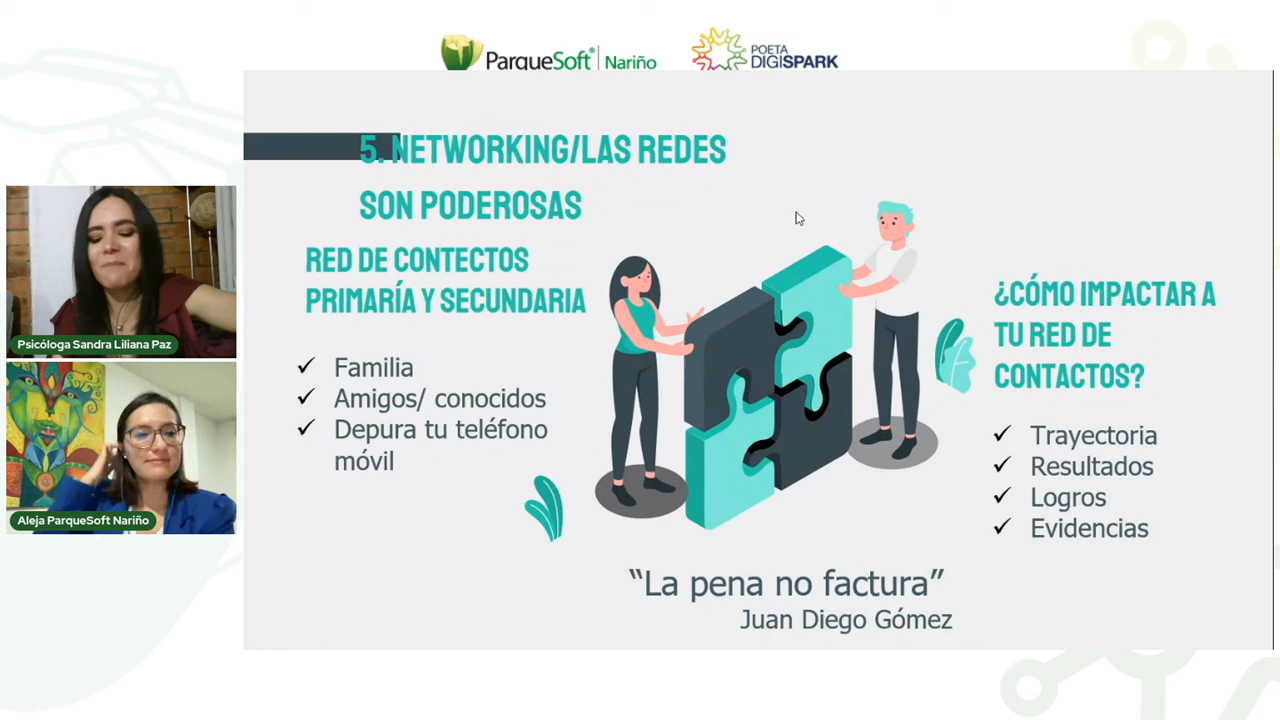 ParqueSoft® | Nariño
POETA
DIGISPARK
5. NETWORKING/LAS REDES
SON PODEROSAS
RED DE CONTECTOS
PRIMARÍA Y SECUNDARIA
✓ Familia
✓ Amigos/ conocidos
✓ Depura tu teléfono
móvil
¿CÓMO IMPACTAR A
TU RED DE
CONTACTOS?
✓ Trayectoria
✓ Resultados
✓ Logros
✓ Evidencias
“La pena no factura”
Juan Diego Gómez
Psicóloga Sandra Liliana Paz
Aleja ParqueSoft Nariño